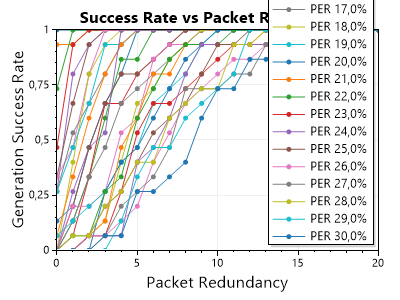 Success Rate vs Packet R
PER 17,0%
PER 18,0%
PER 19,0%
PER 20,0%
PER 21,0%
PER 22,0%
PER 23,0%
PER 24,0%
PER 25,0%
PER 26,0%
PER 27,0%
PER 28,0%
PER 29,0%
PER 30,0%
Generation Success Rate
1
0,75
0,5
0,25
0
0
5
10
15
20
Packet Redundancy